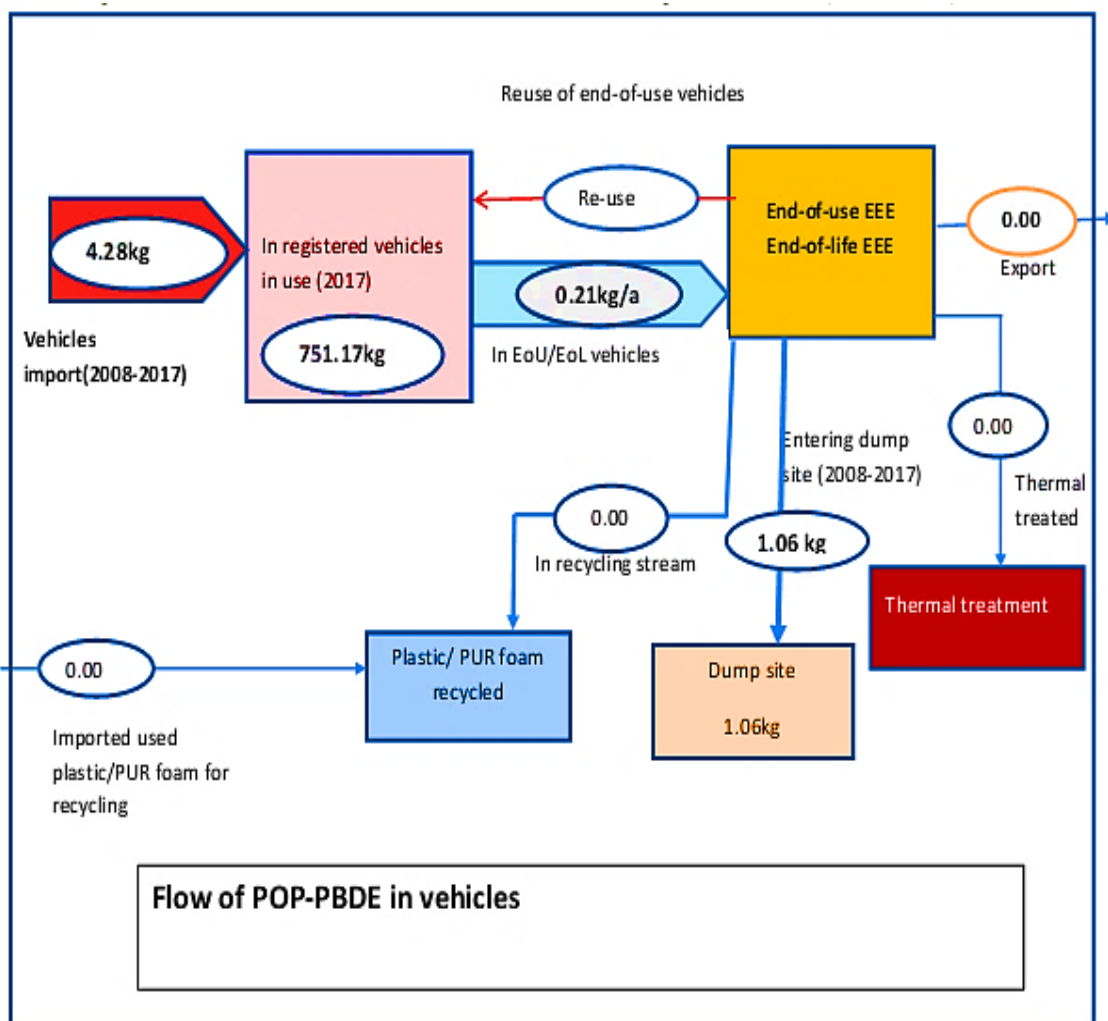 Reuse of end-of-use vehicles
Re-use
End-of-use EEE
End-of-life EEE
0.00
Export
4.28kg
In registered vehicles
in use (2017)
0.21kg/a
Vehicles
import(2008-2017)
751.17kg
In EoU/EoL vehicles
0.00
Entering dump
site (2008-2017)
Thermal
treated
0.00
1.06 kg
In recycling stream
Thermal treatment
Plastic/ PUR foam
recycled
Dump site
1.06kg
0.00
Imported used
plastic/PUR foam for
recycling
Flow of POP-PBDE in vehicles